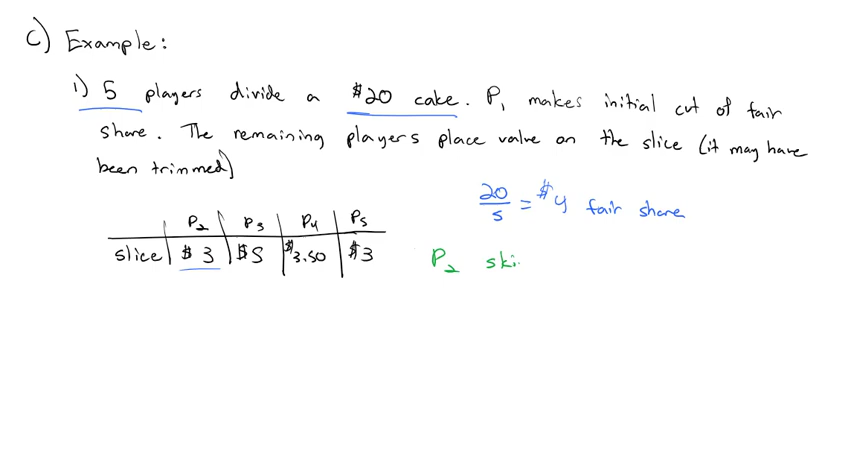 C) Example:
1) 5 players divide a $20 cake. P1 makes initial cut of fair
share. The remaining players place value on the slice (it may have
been trimmed)
20/5 = $4 fair share
P2 P3 P4 P5
slice $3 $5 $3.50 $3
P2 ski